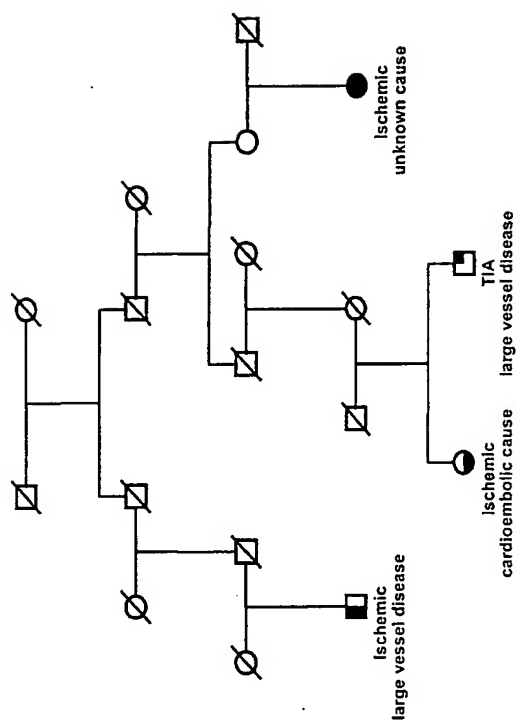 Ischemic
large vessel disease
Ischemic
cardioembolic cause
TIA
large vessel disease
Ischemic
unknown cause